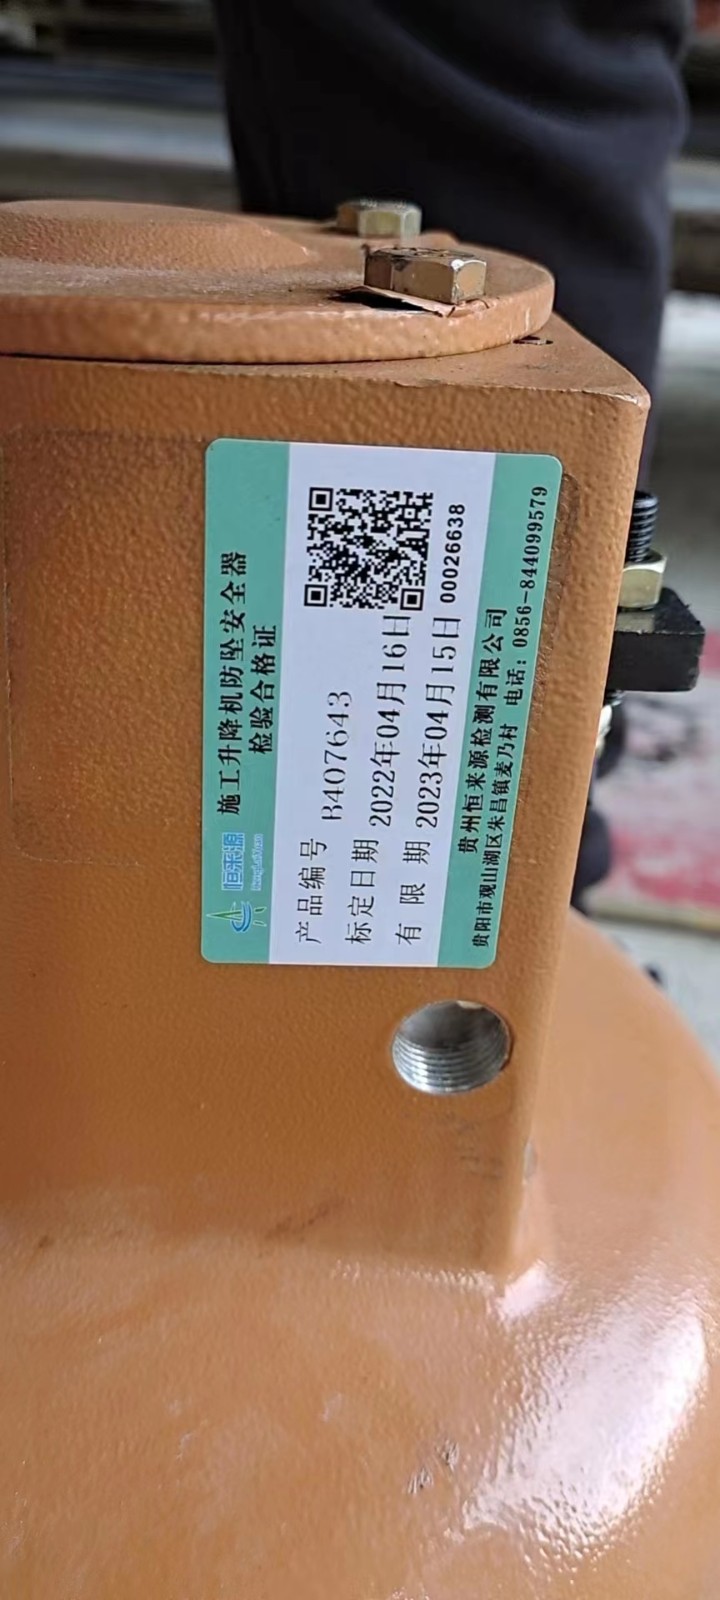 恒来源
施工升降机防坠安全器
检验合格证
产品编号 B407643
标定日期 2022年04月16日
有限期 2023年04月15日
00026638
贵州恒来源检测有限公司
贵阳市观山湖区朱昌镇麦乃村 电话：0856-844099579